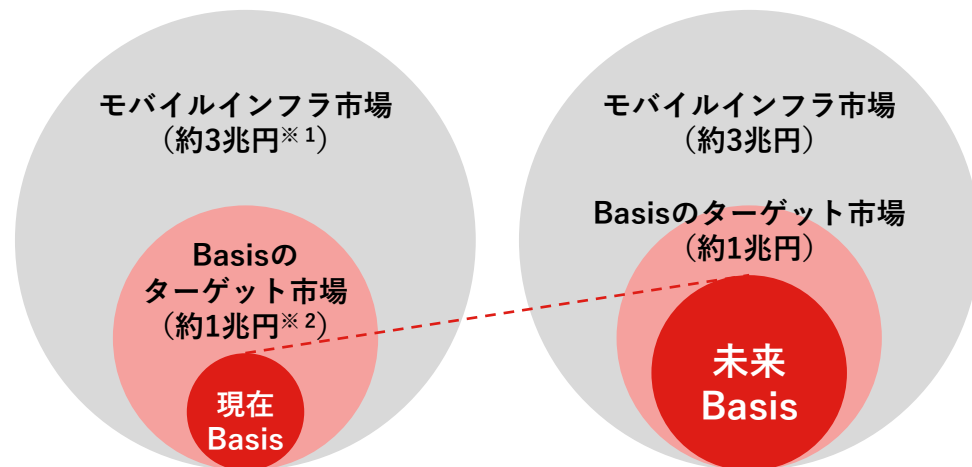 モバイルインフラ市場
（約3兆円※1）
Basisの
ターゲット市場
（約1兆円※2）
現在
Basis
モバイルインフラ市場
（約3兆円）
Basisのターゲット市場
（約1兆円）
未来
Basis